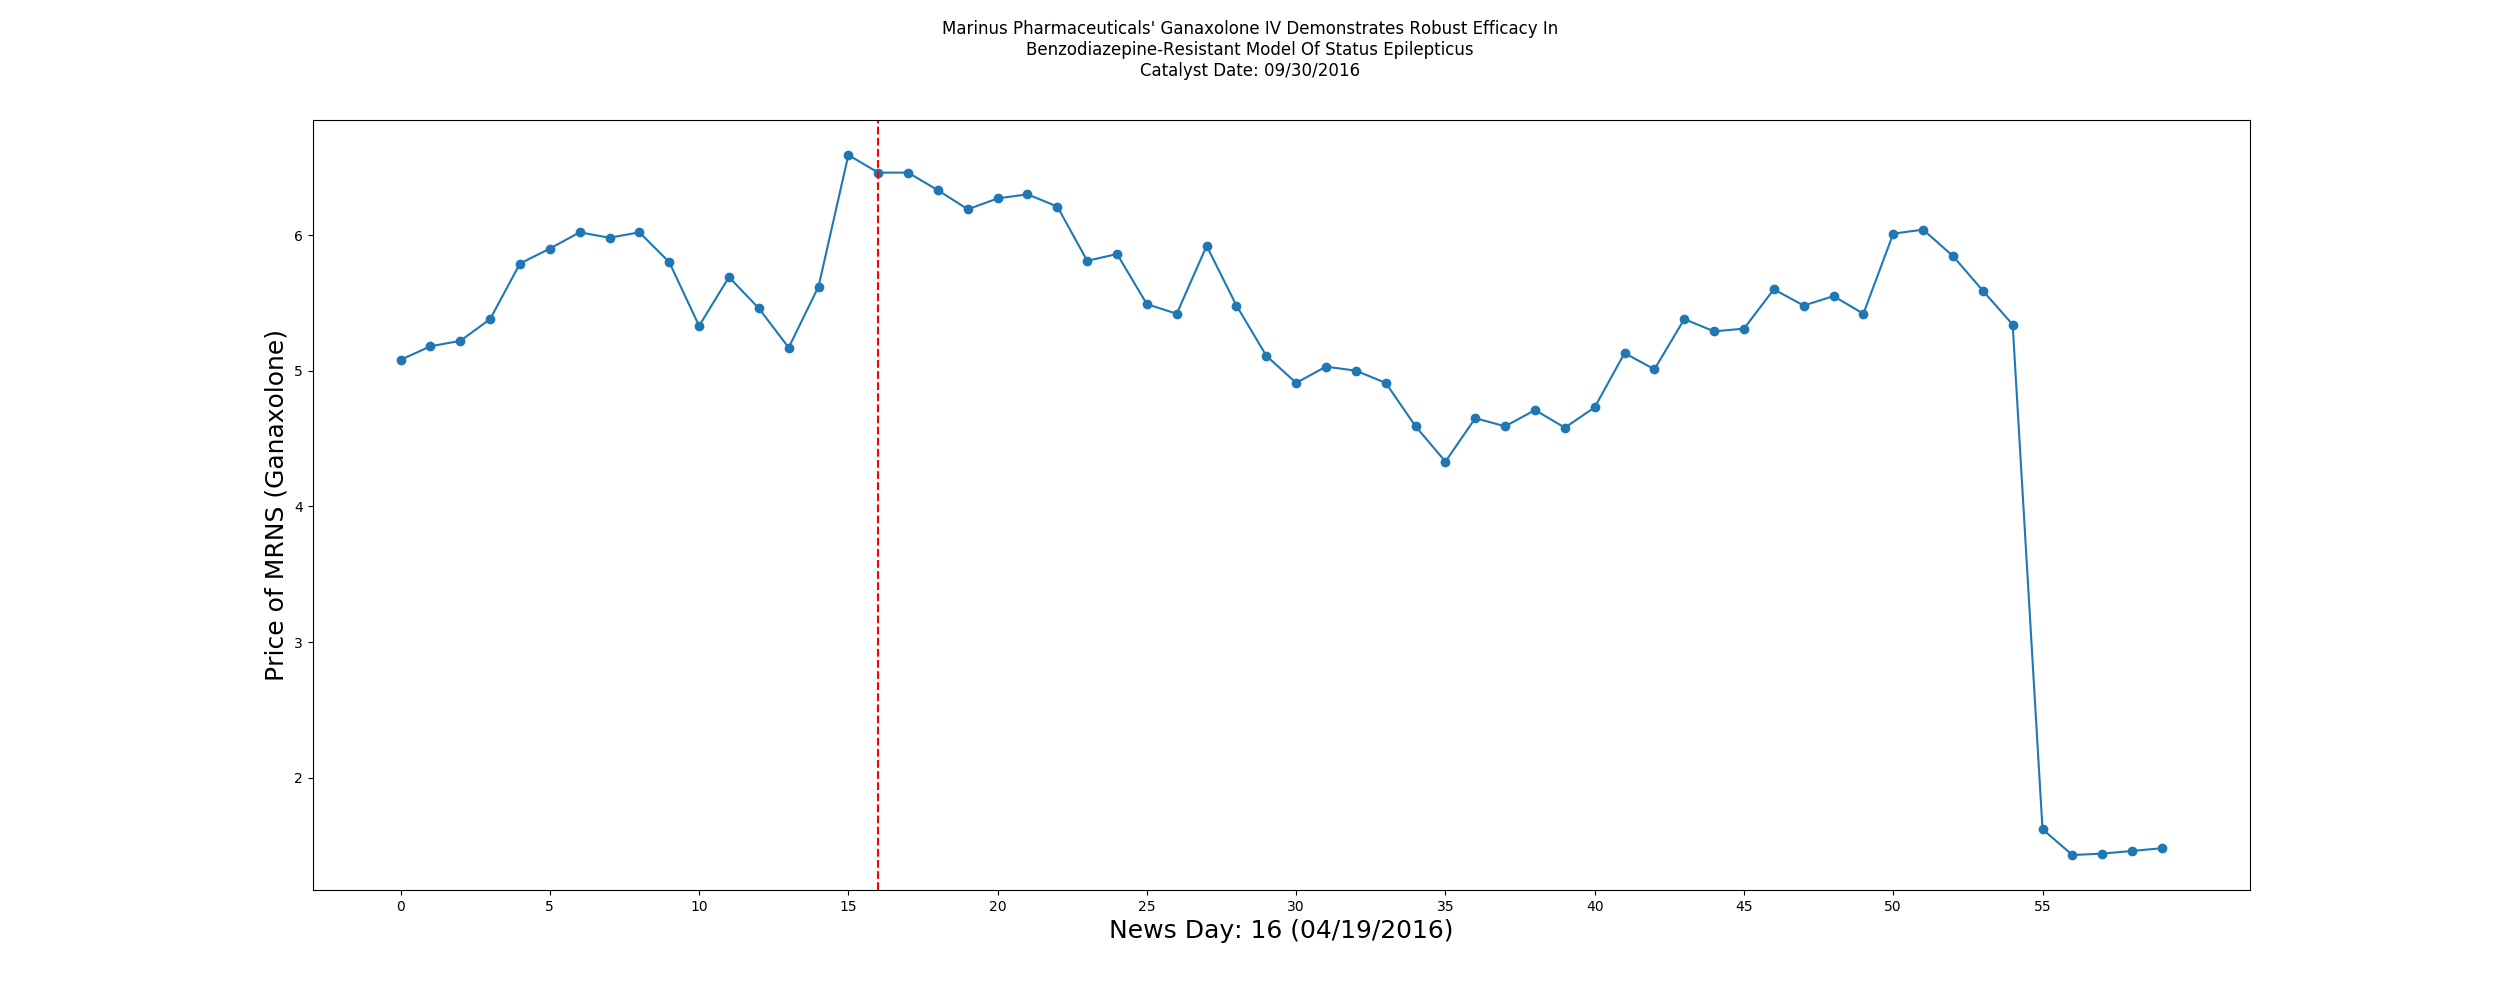 Marinus Pharmaceuticals' Ganaxolone IV Demonstrates Robust Efficacy In
Benzodiazepine-Resistant Model Of Status Epilepticus
Catalyst Date: 09/30/2016
Price of MRNS (Ganaxolone)
6
5
4
3
2
0 5 10 15 20 25 30 35 40 45 50 55
News Day: 16 (04/19/2016)